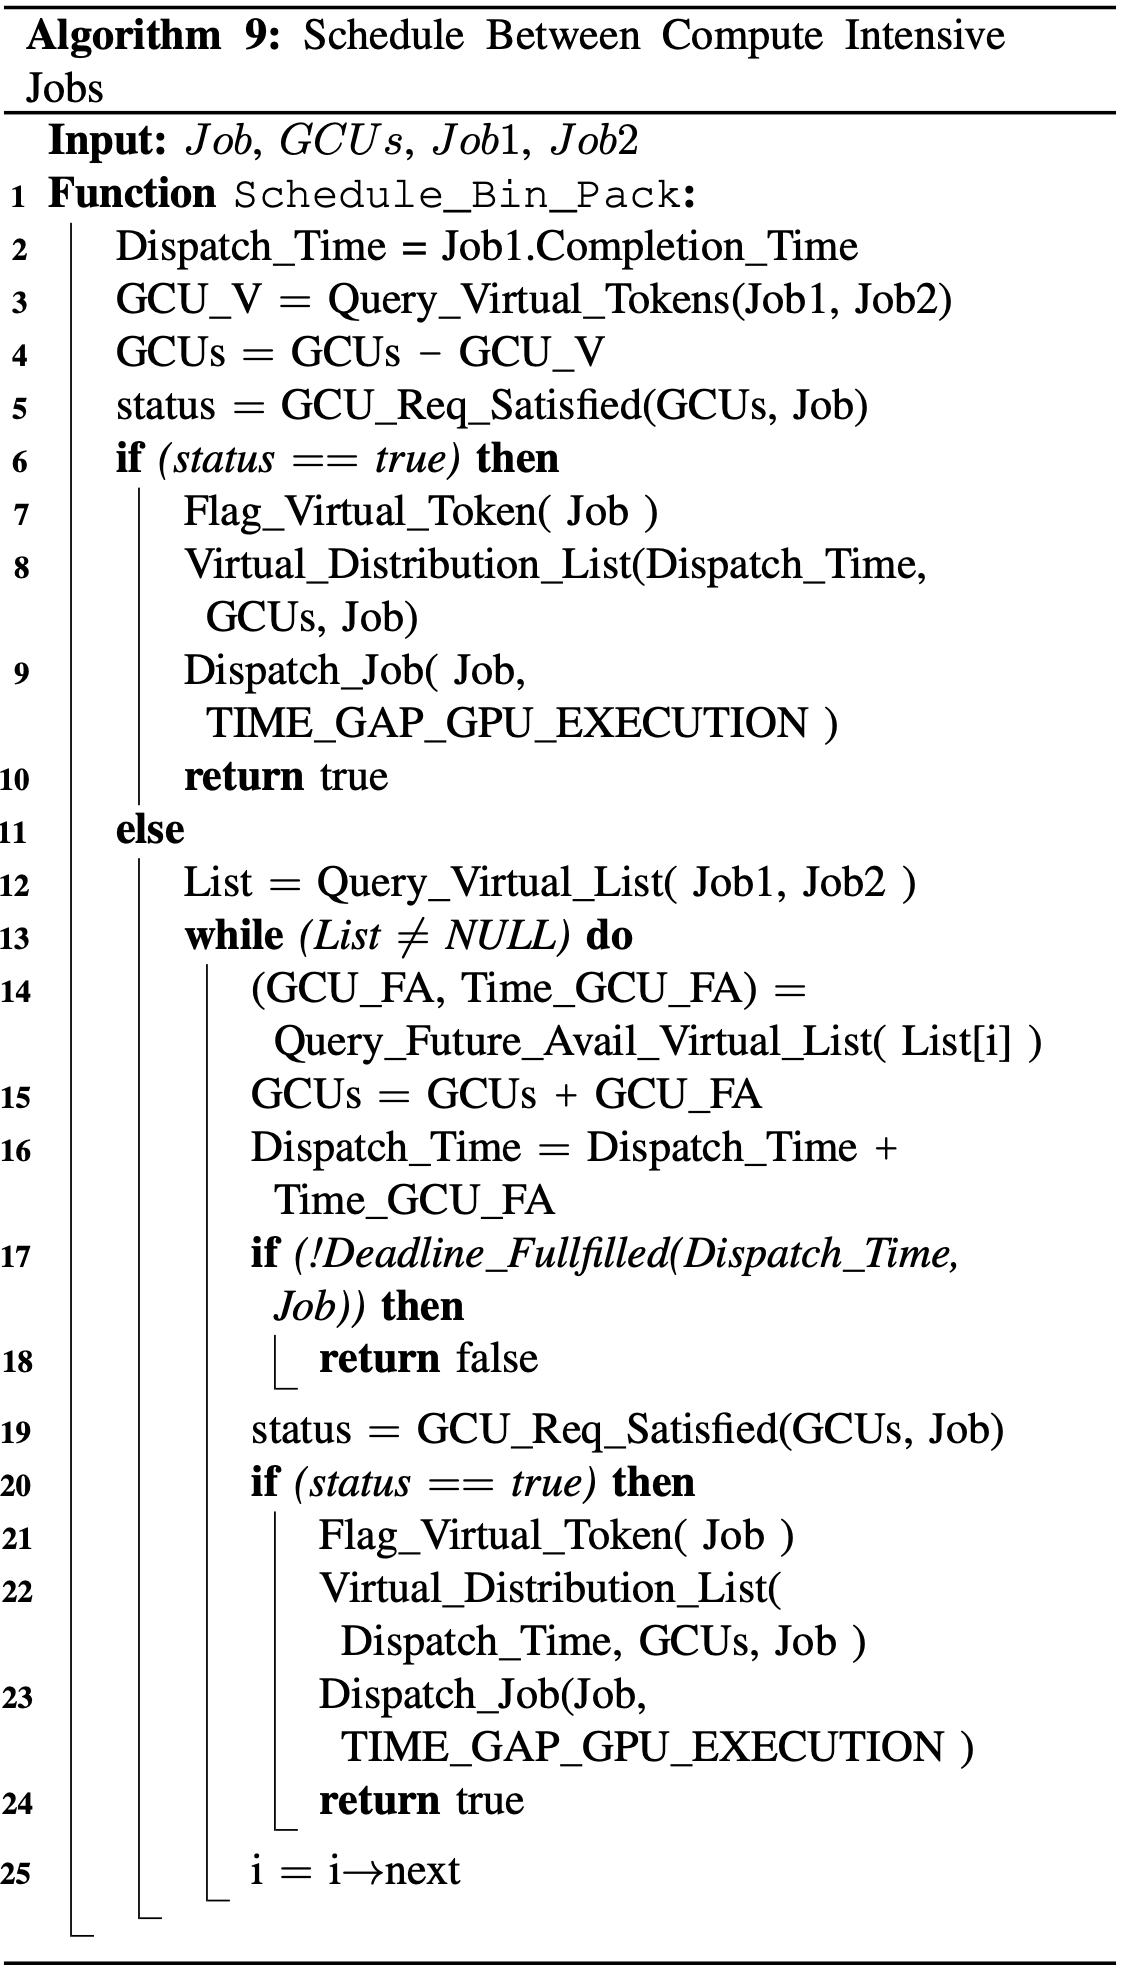 Algorithm 9: Schedule Between Compute Intensive
Jobs
Input: Job, GCUs, Job1, Job2
1 Function Schedule_Bin_Pack:
2 Dispatch_Time = Job1.Completion_Time
3 GCU_V = Query_Virtual_Tokens(Job1, Job2)
4 GCUs = GCUs − GCU_V
5 status = GCU_Req_Satisfied(GCUs, Job)
6 if (status == true) then
7 Flag_Virtual_Token( Job )
8 Virtual_Distribution_List(Dispatch_Time,
GCUs, Job)
9 Dispatch_Job( Job,
TIME_GAP_GPU_EXECUTION )
10 return true
11 else
12 List = Query_Virtual_List( Job1, Job2 )
13 while (List ≠ NULL) do
14 (GCU_FA, Time_GCU_FA) =
Query_Future_Avail_Virtual_List( List[i] )
15 GCUs = GCUs + GCU_FA
16 Dispatch_Time = Dispatch_Time +
Time_GCU_FA
17 if (!Deadline_Fullfilled(Dispatch_Time,
Job)) then
18 return false
19 status = GCU_Req_Satisfied(GCUs, Job)
20 if (status == true) then
21 Flag_Virtual_Token( Job )
22 Virtual_Distribution_List(
Dispatch_Time, GCUs, Job )
23 Dispatch_Job(Job,
TIME_GAP_GPU_EXECUTION )
24 return true
25 i = i→next